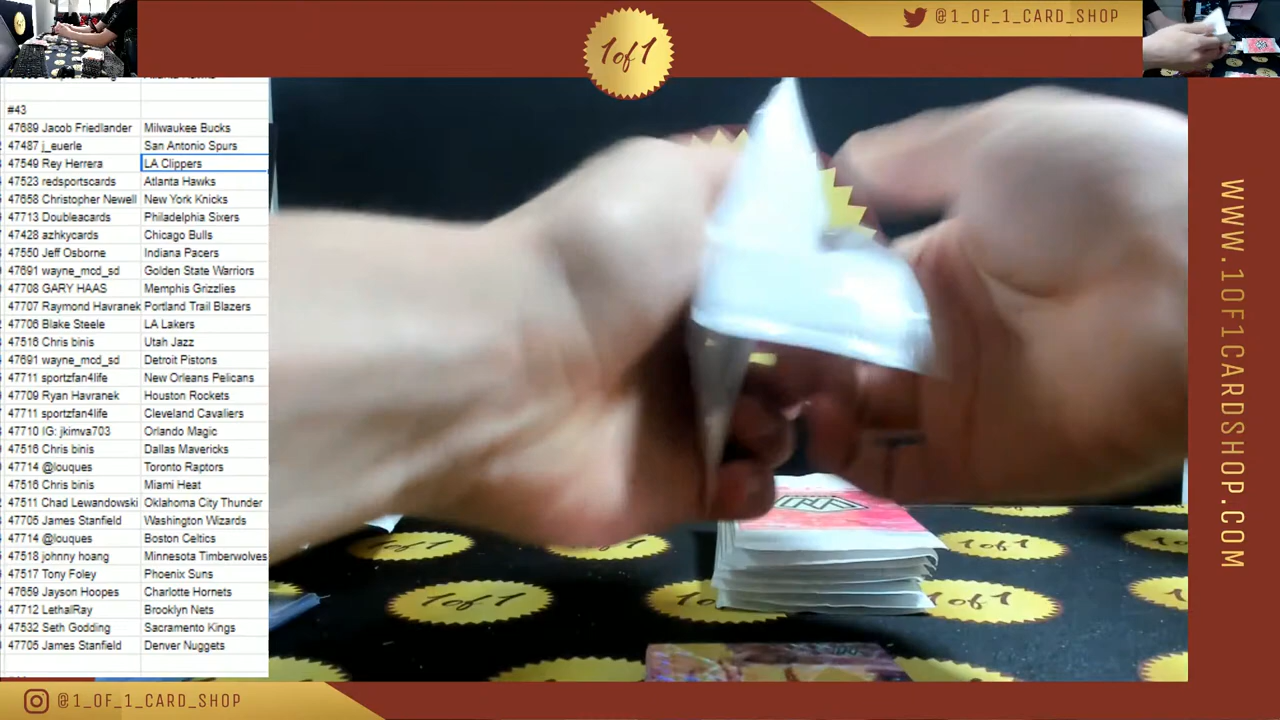 @1_OF_1_CARD_SHOP
1of1
#43
47689 Jacob Friedlander Milwaukee Bucks
47487 j_euerle San Antonio Spurs
47549 Rey Herrera LA Clippers
47523 redsportscards Atlanta Hawks
47658 Christopher Newell New York Knicks
47713 Doubleacards Philadelphia Sixers
47428 azhkycards Chicago Bulls
47550 Jeff Osborne Indiana Pacers
47691 wayne_mcd_sd Golden State Warriors
47708 GARY HAAS Memphis Grizzlies
47707 Raymond Havranek Portland Trail Blazers
47706 Blake Steele LA Lakers
47516 Chris binis Utah Jazz
47691 wayne_mcd_sd Detroit Pistons
47711 sportzfan4life New Orleans Pelicans
47709 Ryan Havranek Houston Rockets
47711 sportzfan4life Cleveland Cavaliers
47710 IG: jkimva703 Orlando Magic
47516 Chris binis Dallas Mavericks
47714 @louques Toronto Raptors
47516 Chris binis Miami Heat
47511 Chad Lewandowski Oklahoma City Thunder
47705 James Stanfield Washington Wizards
47714 @louques Boston Celtics
47518 johnny hoang Minnesota Timberwolves
47517 Tony Foley Phoenix Suns
47659 Jayson Hoopes Charlotte Hornets
47712 LethalRay Brooklyn Nets
47532 Seth Godding Sacramento Kings
47705 James Stanfield Denver Nuggets
1of1
1of1
1of1
WWW.1OF1CARDSHOP.COM
@1_OF_1_CARD_SHOP